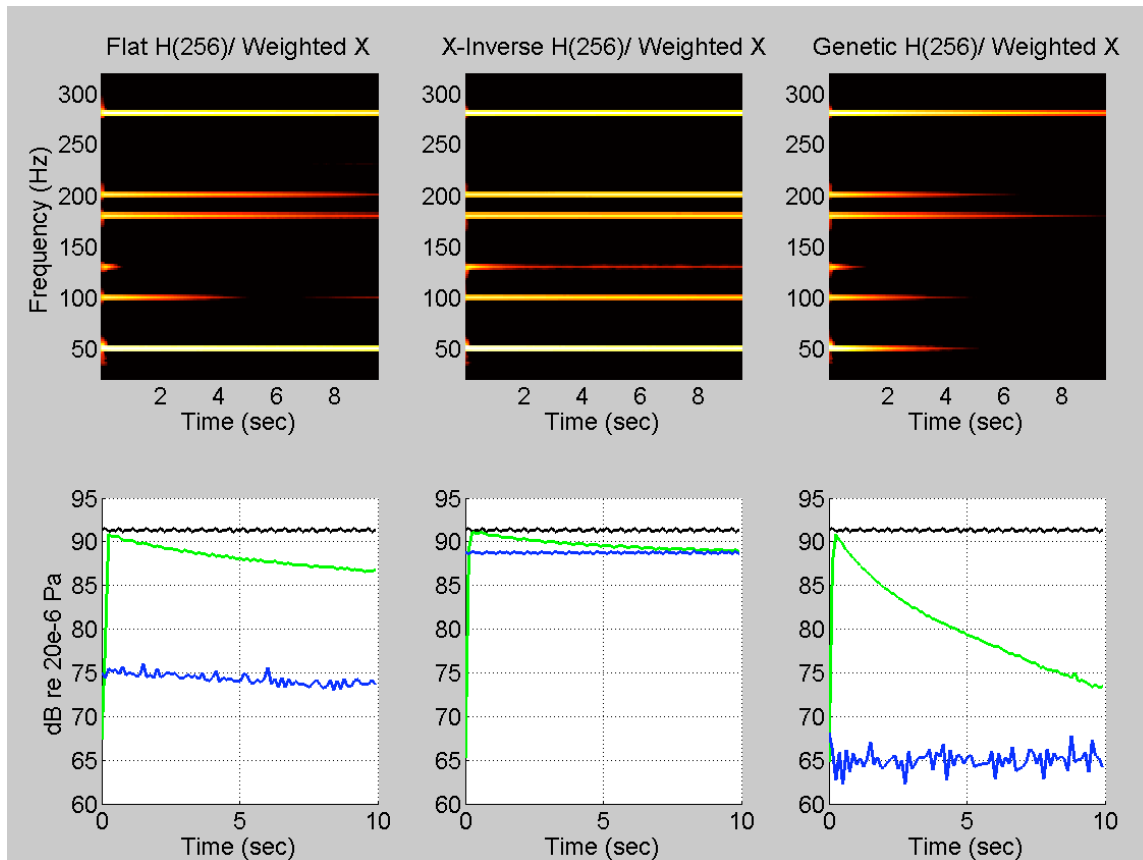 Flat H(256)/ Weighted X
X-Inverse H(256)/ Weighted X
Genetic H(256)/ Weighted X
Frequency (Hz)
300
250
200
150
100
50
2 4 6 8
Time (sec)
300
250
200
150
100
50
2 4 6 8
Time (sec)
300
250
200
150
100
50
2 4 6 8
Time (sec)
dB re 20e-6 Pa
95
90
85
80
75
70
65
60
0 5 10
Time (sec)
95
90
85
80
75
70
65
60
0 5 10
Time (sec)
95
90
85
80
75
70
65
60
0 5 10
Time (sec)